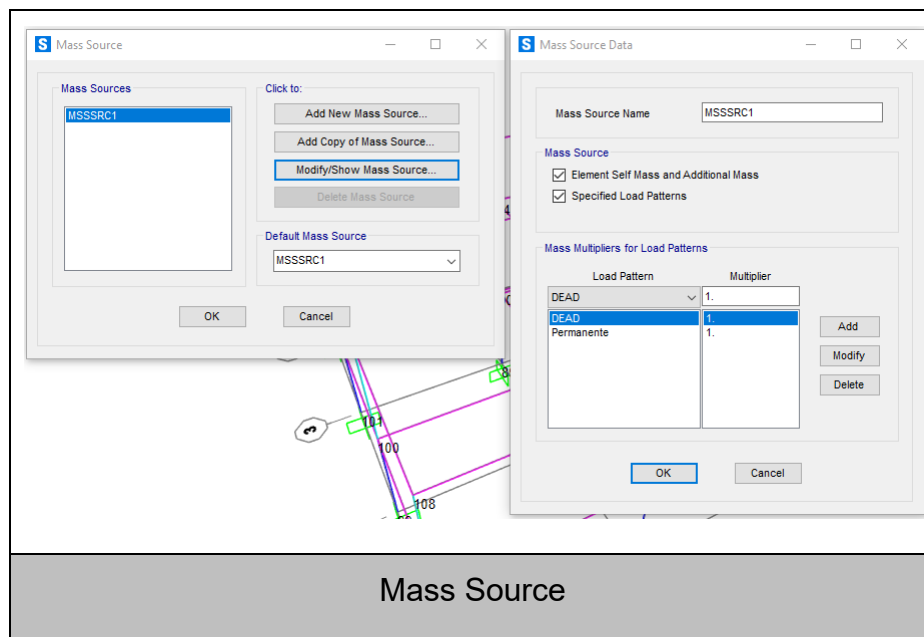 Mass Source
Mass Sources
MSSSRC1
Click to:
Add New Mass Source...
Add Copy of Mass Source...
Modify/Show Mass Source...
Delete Mass Source
Default Mass Source
MSSSRC1
OK
Cancel
Mass Source Data
Mass Source Name
MSSSRC1
Mass Source
Element Self Mass and Additional Mass
Specified Load Patterns
Mass Multipliers for Load Patterns
Load Pattern
Multiplier
DEAD
1.
DEAD
1.
Permanente
1.
Add
Modify
Delete
OK
Cancel
3
101
100
108
Mass Source